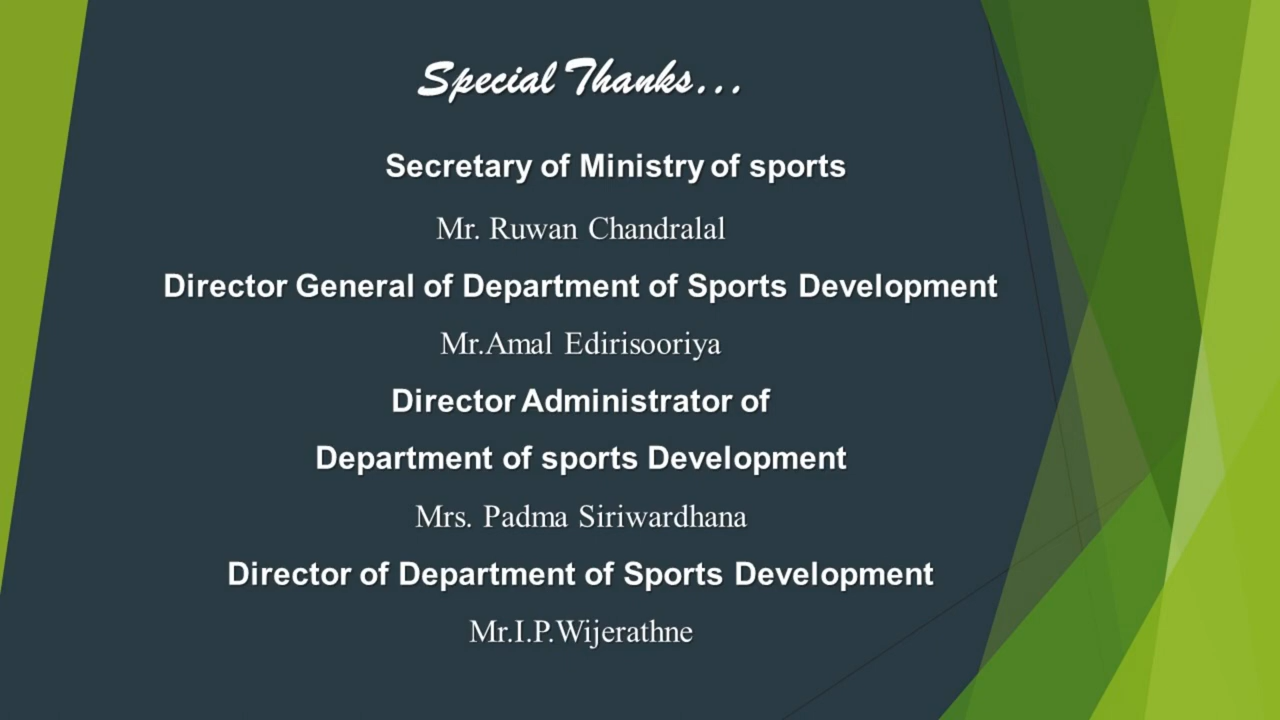 Special Thanks...
Secretary of Ministry of sports
Mr. Ruwan Chandralal
Director General of Department of Sports Development
Mr.Amal Edirisooriya
Director Administrator of
Department of sports Development
Mrs. Padma Siriwardhana
Director of Department of Sports Development
Mr.I.P.Wijerathne